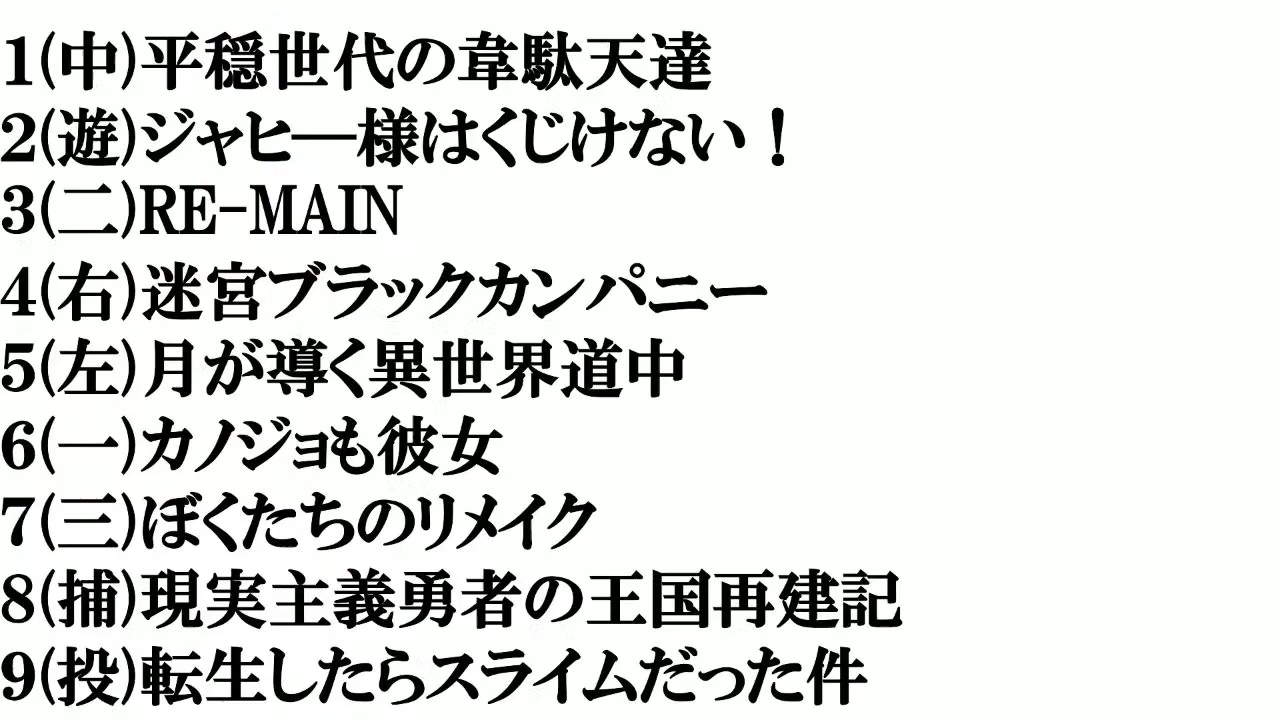 1(中)平穏世代の韋駄天達
2(遊)ジャヒー様はくじけない！
3(二)RE-MAIN
4(右)迷宮ブラックカンパニー
5(左)月が導く異世界道中
6(一)カノジョも彼女
7(三)ぼくたちのリメイク
8(捕)現実主義勇者の王国再建記
9(投)転生したらスライムだった件